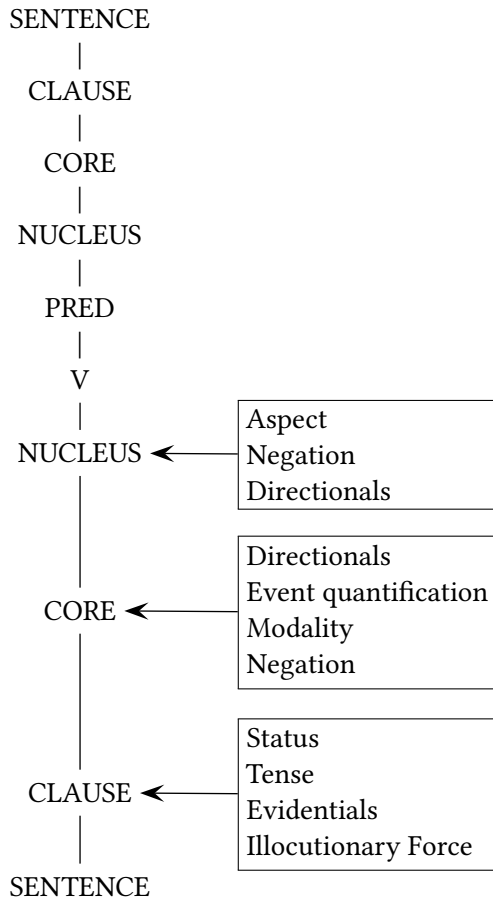 SENTENCE
CLAUSE
CORE
NUCLEUS
PRED
V
NUCLEUS
Aspect
Negation
Directionals
CORE
Directionals
Event quantification
Modality
Negation
CLAUSE
Status
Tense
Evidentials
Illocutionary Force
SENTENCE